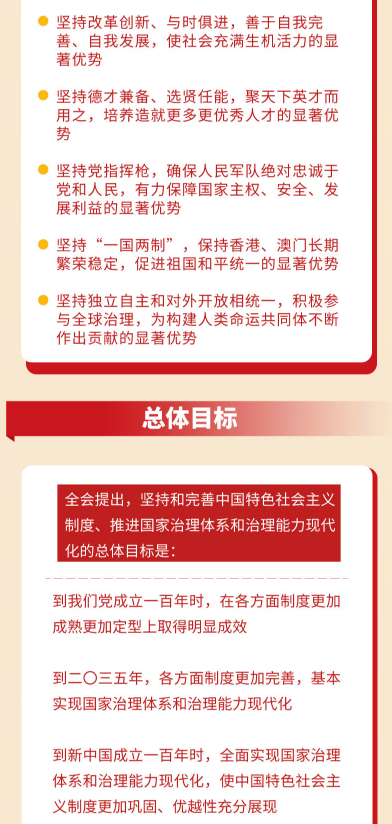 坚持改革创新、与时俱进，善于自我完
善、自我发展，使社会充满生机活力的显
著优势
坚持德才兼备、选贤任能，聚天下英才而
用之，培养造就更多更优秀人才的显著优
势
坚持党指挥枪，确保人民军队绝对忠诚于
党和人民，有力保障国家主权、安全、发
展利益的显著优势
坚持“一国两制”，保持香港、澳门长期
繁荣稳定，促进祖国和平统一的显著优势
坚持独立自主和对外开放相统一，积极参
与全球治理，为构建人类命运共同体不断
作出贡献的显著优势
总体目标
全会提出，坚持和完善中国特色社会主义
制度、推进国家治理体系和治理能力现代
化的总体目标是：
到我们党成立一百年时，在各方面制度更加
成熟更加定型上取得明显成效
到二〇三五年，各方面制度更加完善，基本
实现国家治理体系和治理能力现代化
到新中国成立一百年时，全面实现国家治理
体系和治理能力现代化，使中国特色社会主
义制度更加巩固、优越性充分展现